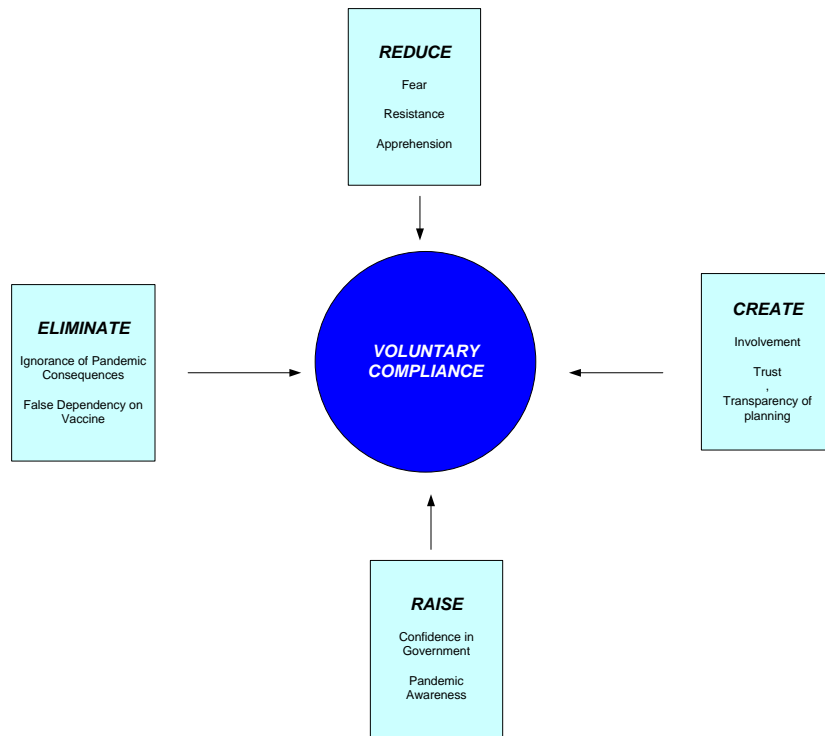 REDUCE
Fear
Resistance
Apprehension
ELIMINATE
Ignorance of Pandemic
Consequences
False Dependency on
Vaccine
VOLUNTARY
COMPLIANCE
CREATE
Involvement
Trust
,
Transparency of
planning
RAISE
Confidence in
Government
Pandemic
Awareness